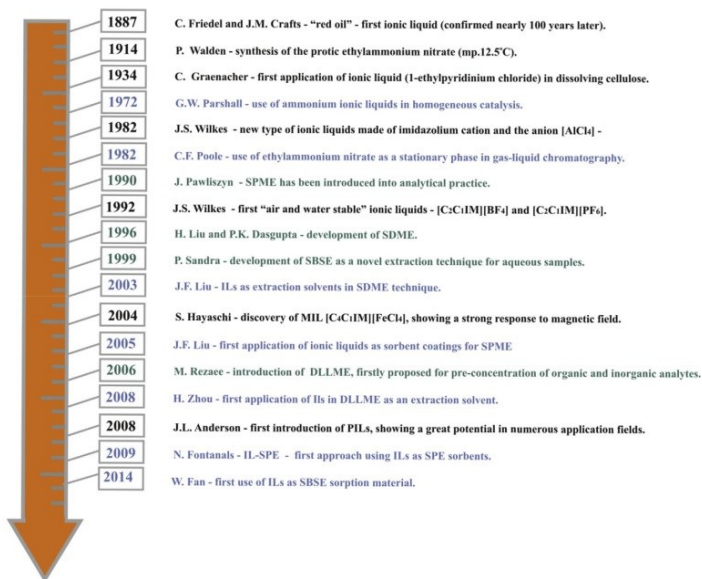 1887 C. Friedel and J.M. Crafts - “red oil” - first ionic liquid (confirmed nearly 100 years later).
1914 P. Walden - synthesis of the protic ethylammonium nitrate (mp.12.5°C).
1934 C. Graenacher - first application of ionic liquid (1-ethylpyridinium chloride) in dissolving cellulose.
1972 G.W. Parshall - use of ammonium ionic liquids in homogeneous catalysis.
1982 J.S. Wilkes - new type of ionic liquids made of imidazolium cation and the anion [AlCl₄] -
1982 C.F. Poole - use of ethylammonium nitrate as a stationary phase in gas-liquid chromatography.
1990 J. Pawliszyn - SPME has been introduced into analytical practice.
1992 J.S. Wilkes - first “air and water stable” ionic liquids - [C₂C₁IM][BF₄] and [C₂C₁IM][PF₆].
1996 H. Liu and P.K. Dasgupta - development of SDME.
1999 P. Sandra - development of SBSE as a novel extraction technique for aqueous samples.
2003 J.F. Liu - ILs as extraction solvents in SDME technique.
2004 S. Hayaschi - discovery of MIL [C₄C₁IM][FeCl₄], showing a strong response to magnetic field.
2005 J.F. Liu - first application of ionic liquids as sorbent coatings for SPME
2006 M. Rezaee - introduction of DLLME, firstly proposed for pre-concentration of organic and inorganic analytes.
2008 H. Zhou - first application of Ils in DLLME as an extraction solvent.
2008 J.L. Anderson - first introduction of PILs, showing a great potential in numerous application fields.
2009 N. Fontanals - IL-SPE - first approach using ILs as SPE sorbents.
2014 W. Fan - first use of ILs as SBSE sorption material.